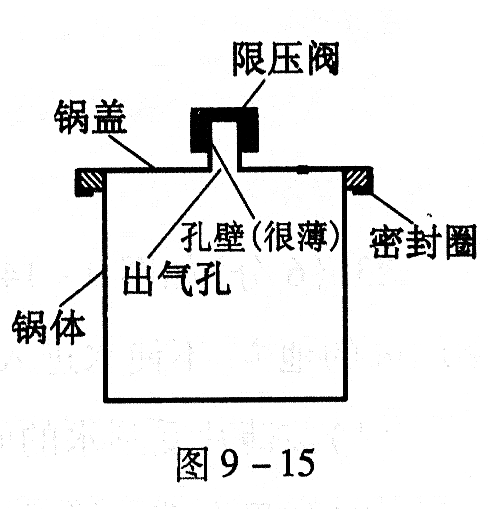 限压阀
锅盖
孔壁(很薄)
密封圈
出气孔
锅体
图9-15